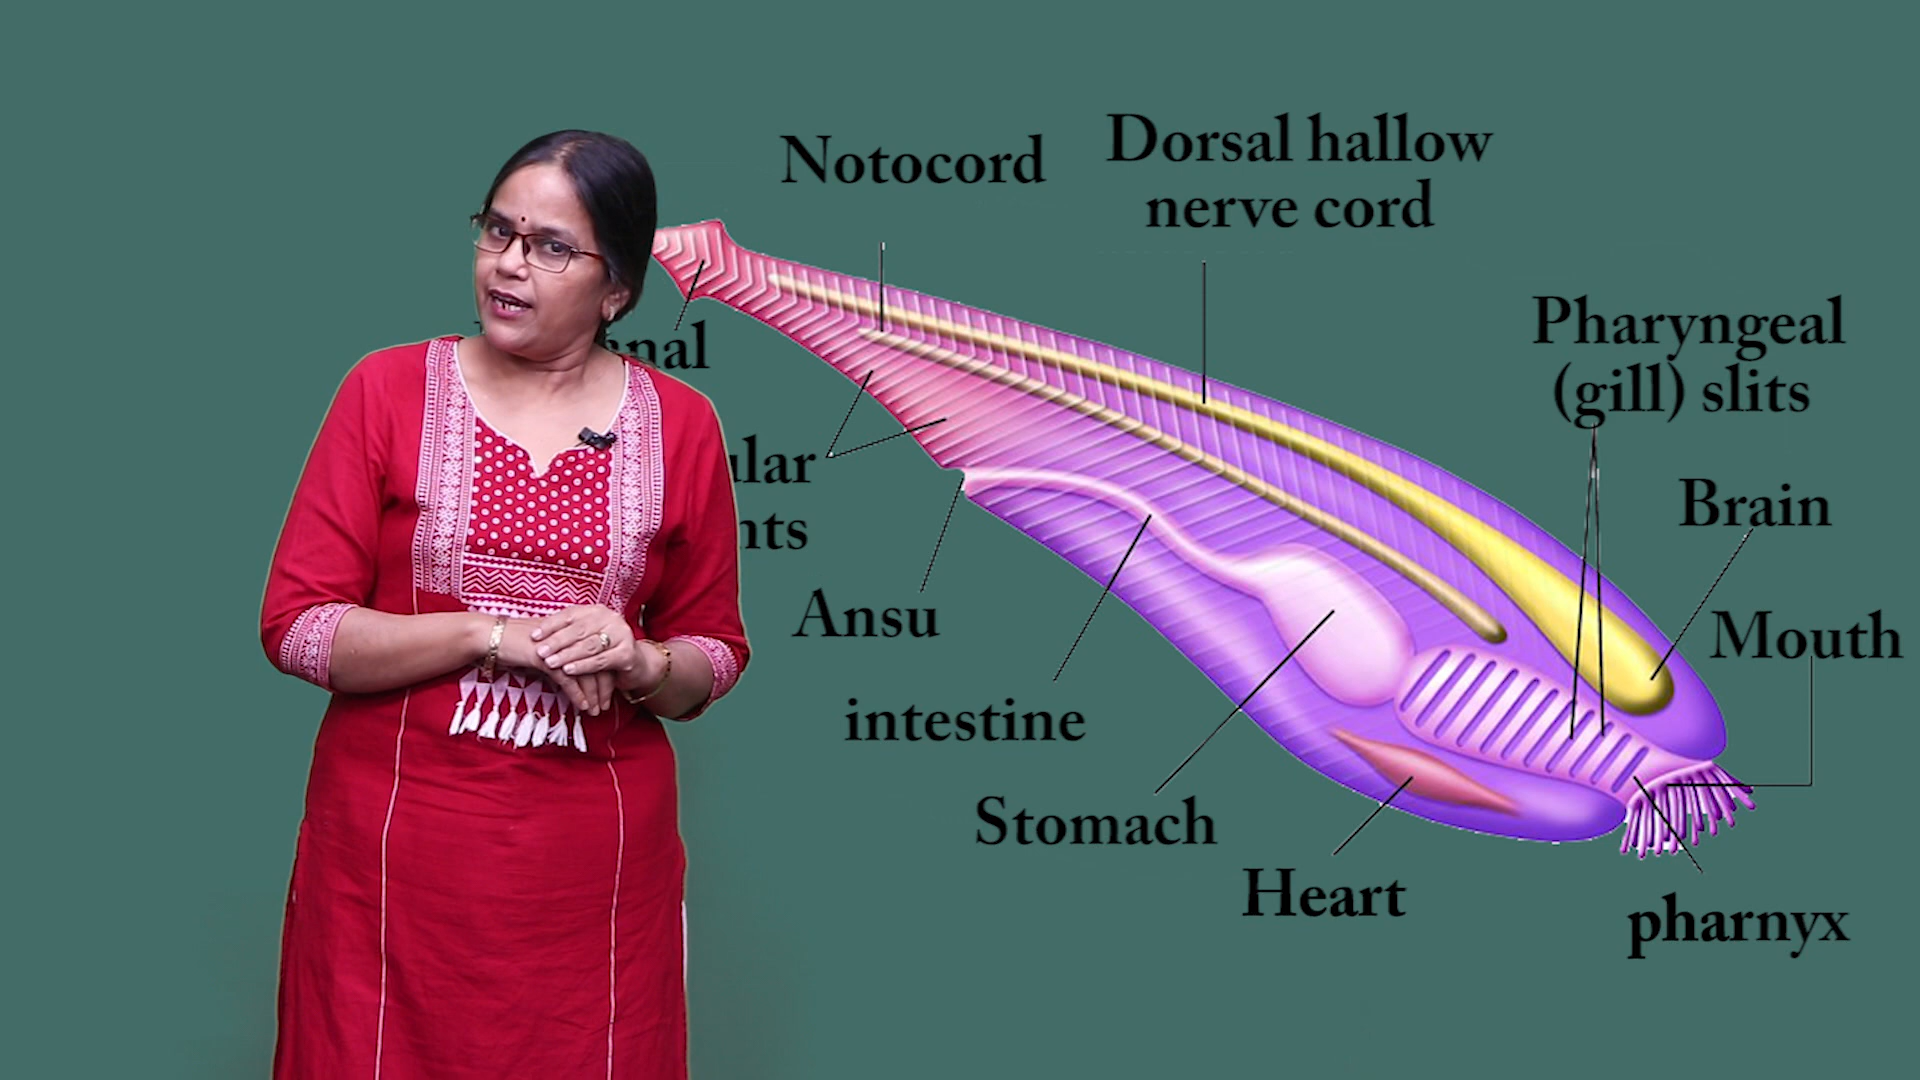 Notocord
Dorsal hallow
nerve cord
Pharyngeal
(gill) slits
Brain
Mouth
Ansu
intestine
Stomach
Heart
pharnyx